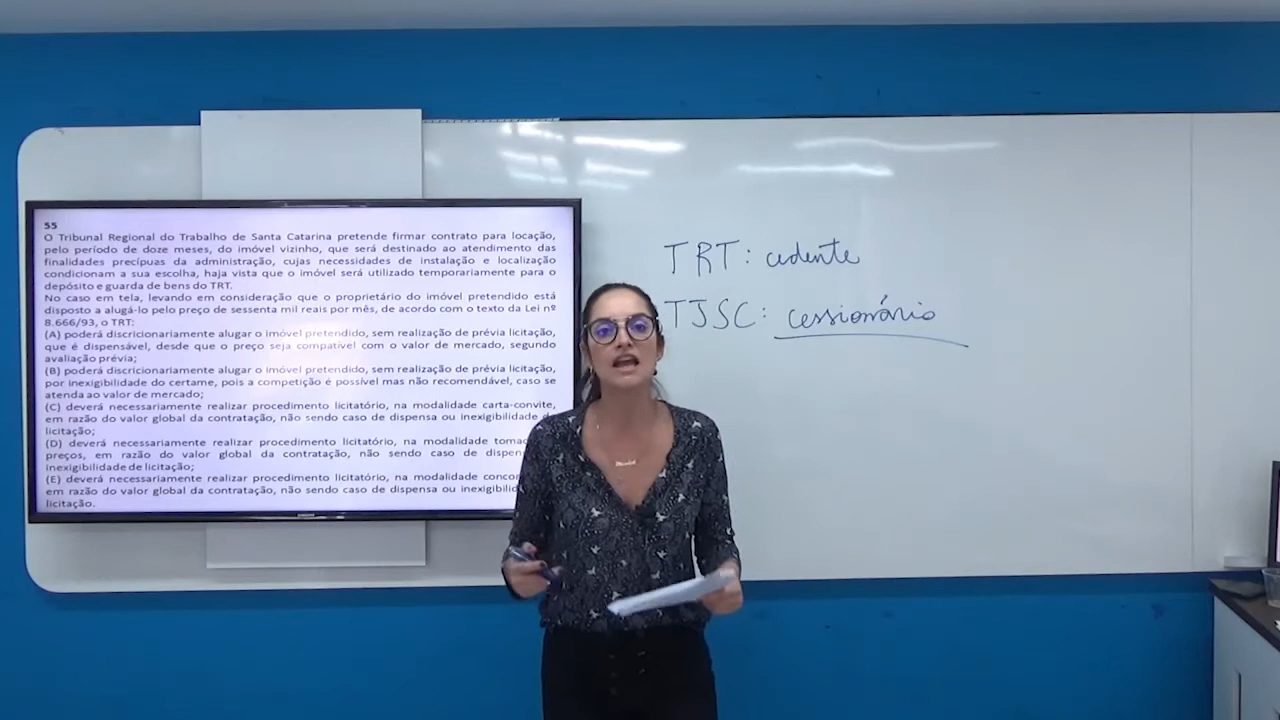 55
O Tribunal Regional do Trabalho de Santa Catarina pretende firmar contrato para locação,
pelo período de doze meses, do imóvel vizinho, que será destinado ao atendimento das
finalidades precípuas da administração, cujas necessidades de instalação e localização
condicionam a sua escolha, haja vista que o imóvel será utilizado temporariamente para o
depósito e guarda de bens do TRT.
No caso em tela, levando em consideração que o proprietário do imóvel pretendido está
disposto a alugá-lo pelo preço de sessenta mil reais por mês, de acordo com o texto da Lei nº
8.666/93, o TRT:
(A) poderá discricionariamente alugar o imóvel pretendido, sem realização de prévia licitação,
que é dispensável, desde que o preço seja compatível com o valor de mercado, segundo
avaliação prévia;
(B) poderá discricionariamente alugar o imóvel pretendido, sem realização de prévia licitação,
por inexigibilidade do certame, pois a competição é possível mas não recomendável, caso se
atenda ao valor de mercado;
(C) deverá necessariamente realizar procedimento licitatório, na modalidade carta-convite,
em razão do valor global da contratação, não sendo caso de dispensa ou inexigibilidade de
licitação;
(D) deverá necessariamente realizar procedimento licitatório, na modalidade
preços, em razão do valor global da contratação, não sendo caso de
inexigibilidade de licitação;
(E) deverá necessariamente realizar procedimento licitatório, na modalidade
em razão do valor global da contratação, não sendo caso de dispensa ou
licitação.
TRT: cedente
TJSC: cessionário